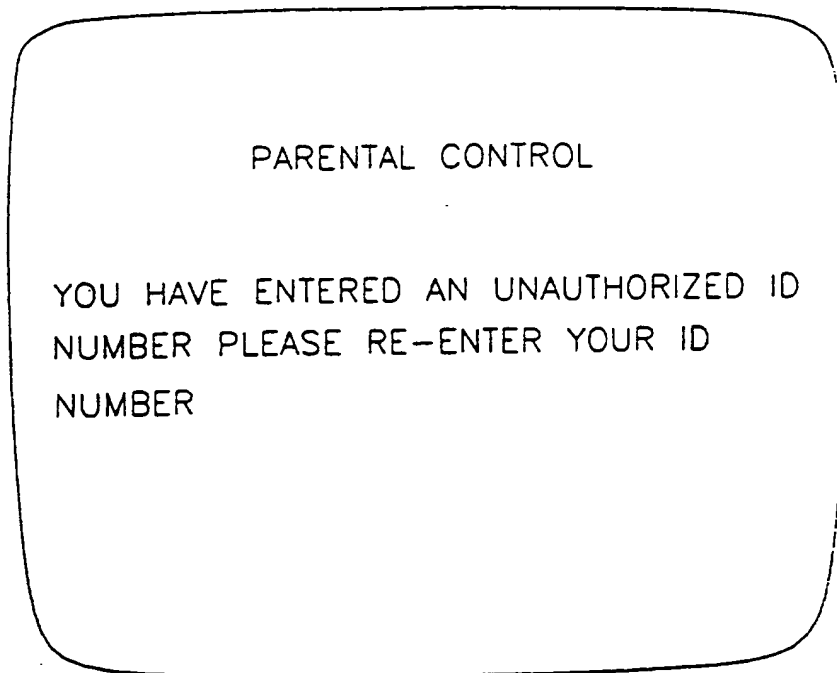 PARENTAL CONTROL
YOU HAVE ENTERED AN UNAUTHORIZED ID
NUMBER PLEASE RE-ENTER YOUR ID
NUMBER